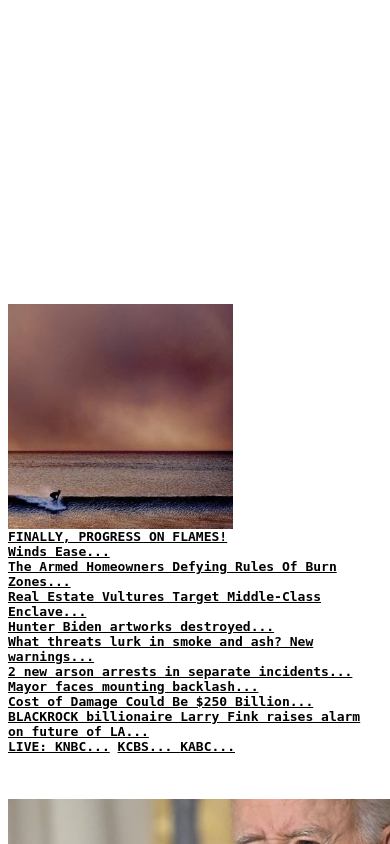 FINALLY, PROGRESS ON FLAMES!
Winds Ease...
The Armed Homeowners Defying Rules Of Burn
Zones...
Real Estate Vultures Target Middle-Class
Enclave...
Hunter Biden artworks destroyed...
What threats lurk in smoke and ash? New
warnings...
2 new arson arrests in separate incidents...
Mayor faces mounting backlash...
Cost of Damage Could Be $250 Billion...
BLACKROCK billionaire Larry Fink raises alarm
on future of LA...
LIVE: KNBC... KCBS... KABC...